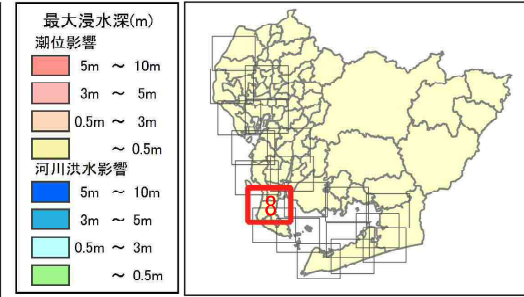 最大浸水深(m)
潮位影響
5m ～ 10m
3m ～ 5m
0.5m ～ 3m
～ 0.5m
河川洪水影響
5m ～ 10m
3m ～ 5m
0.5m ～ 3m
～ 0.5m
8